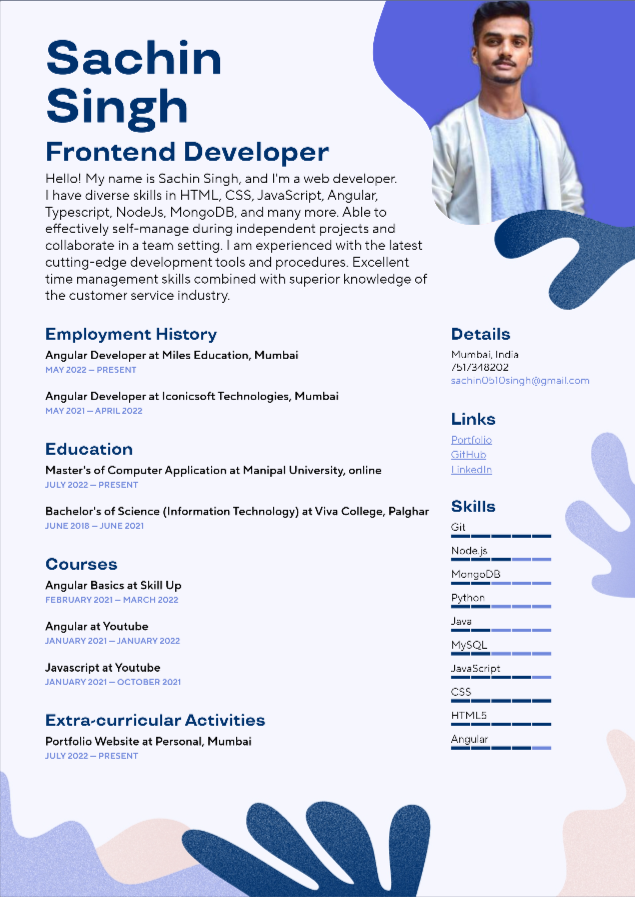 Sachin
Singh
Frontend Developer
Hello! My name is Sachin Singh, and I'm a web developer.
I have diverse skills in HTML, CSS, JavaScript, Angular,
Typescript, NodeJs, MongoDB, and many more. Able to
effectively self-manage during independent projects and
collaborate in a team setting. I am experienced with the latest
cutting-edge development tools and procedures. Excellent
time management skills combined with superior knowledge of
the customer service industry.
Employment History
Angular Developer at Miles Education, Mumbai
MAY 2022 — PRESENT
Angular Developer at Iconicsoft Technologies, Mumbai
MAY 2021 — APRIL 2022
Education
Master's of Computer Application at Manipal University, online
JULY 2022 — PRESENT
Bachelor's of Science (Information Technology) at Viva College, Palghar
JUNE 2018 — JUNE 2021
Courses
Angular Basics at Skill Up
FEBRUARY 2021 — MARCH 2022
Angular at Youtube
JANUARY 2021 — JANUARY 2022
Javascript at Youtube
JANUARY 2021 — OCTOBER 2021
Extra-curricular Activities
Portfolio Website at Personal, Mumbai
JULY 2022 — PRESENT
Details
Mumbai, India
7517348202
sachin0510singh@gmail.com
Links
Portfolio
GitHub
LinkedIn
Skills
Git
Node.js
MongoDB
Python
Java
MySQL
JavaScript
CSS
HTML5
Angular